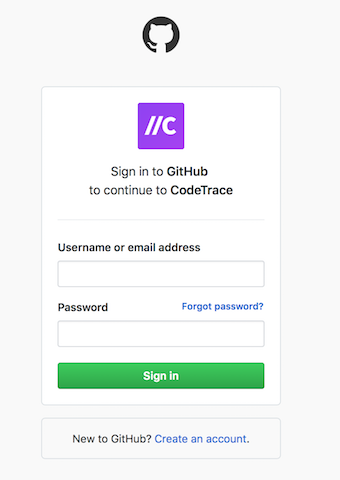 //C
Sign in to GitHub
to continue to CodeTrace
Username or email address
Password Forgot password?
Sign in
New to GitHub? Create an account.